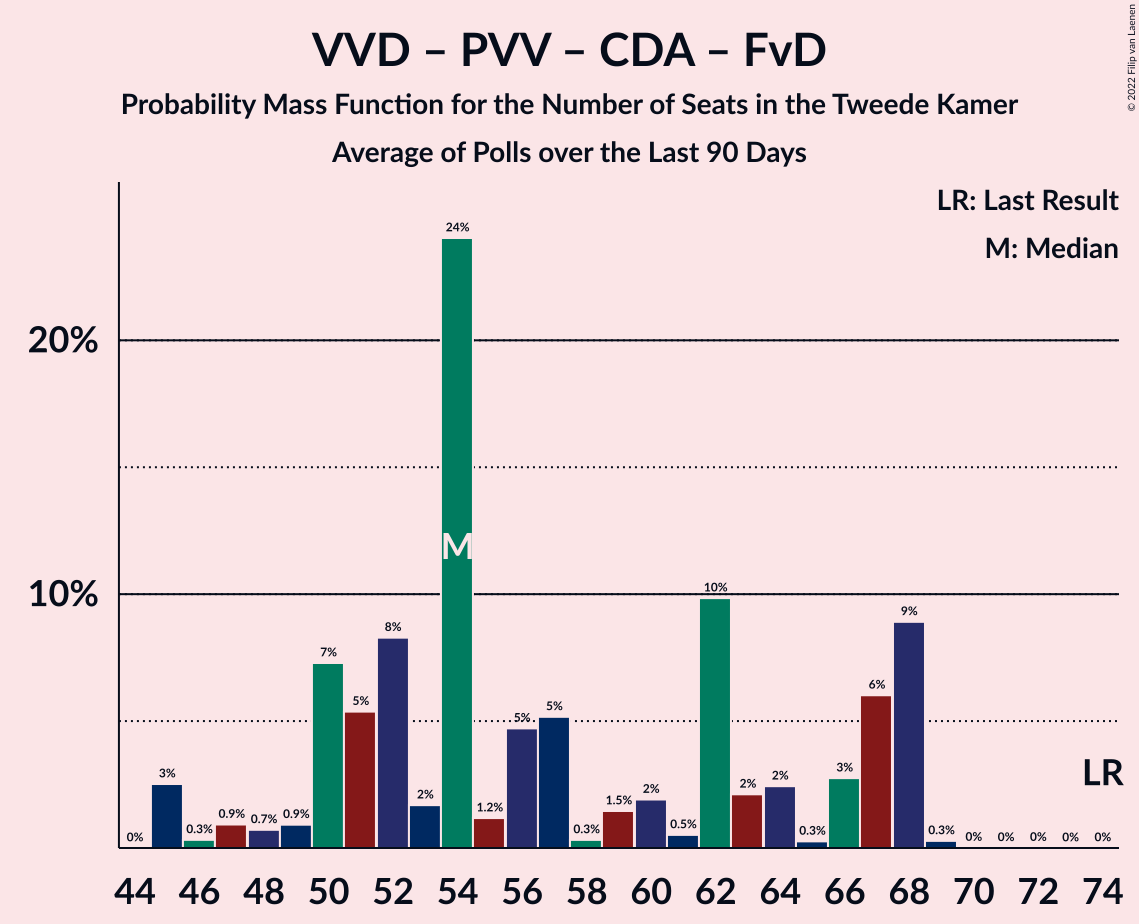 VVD – PVV – CDA – FvD
Probability Mass Function for the Number of Seats in the Tweede Kamer
Average of Polls over the Last 90 Days
© 2022 Filip van Laenen
LR: Last Result
M: Median
20%
10%
0% 3% 0.3% 0.9% 0.7% 0.9% 7% 5% 8% 2% 24% 1.2% 5% 5% 0.3% 1.5% 2% 0.5% 10% 2% 2% 0.3% 3% 6% 9% 0.3% 0% 0% 0% 0% 0%
M
LR
44 46 48 50 52 54 56 58 60 62 64 66 68 70 72 74